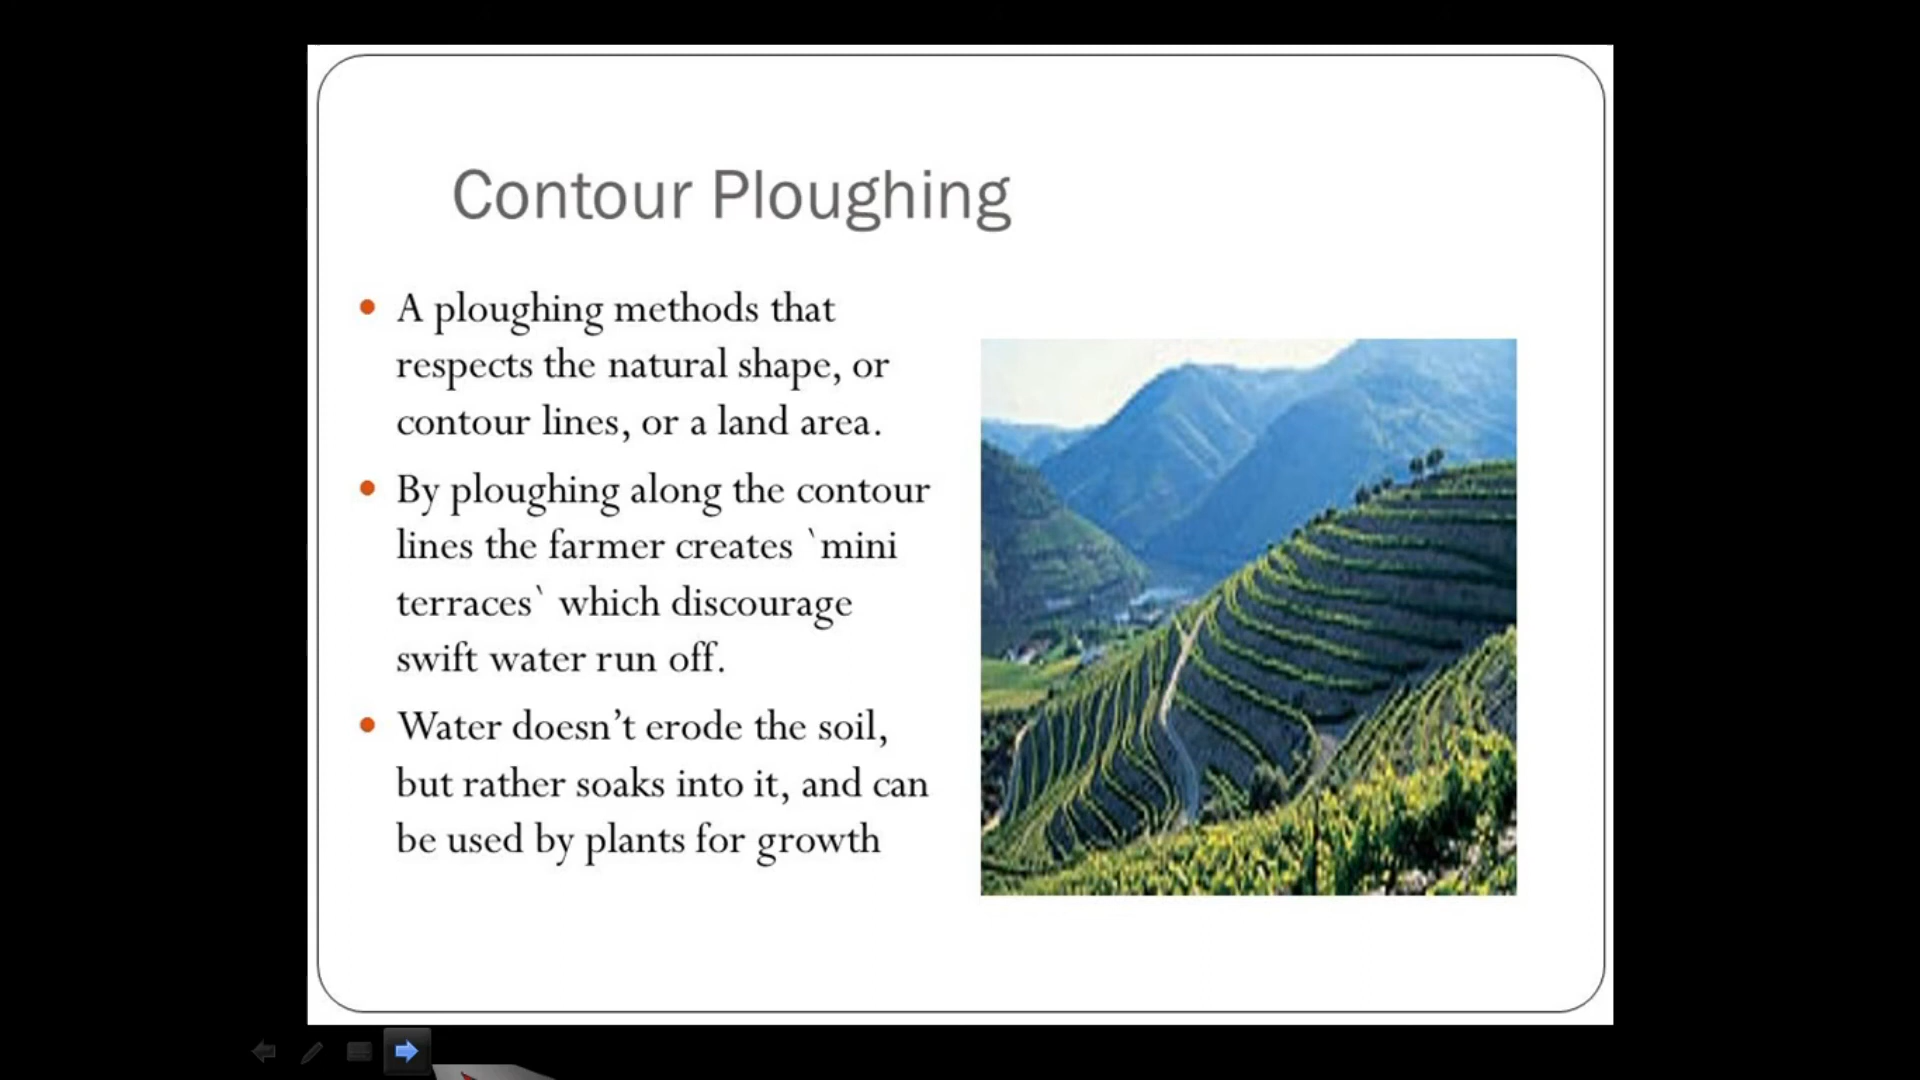 Contour Ploughing
A ploughing methods that
respects the natural shape, or
contour lines, or a land area.
By ploughing along the contour
lines the farmer creates `mini
terraces` which discourage
swift water run off.
Water doesn’t erode the soil,
but rather soaks into it, and can
be used by plants for growth